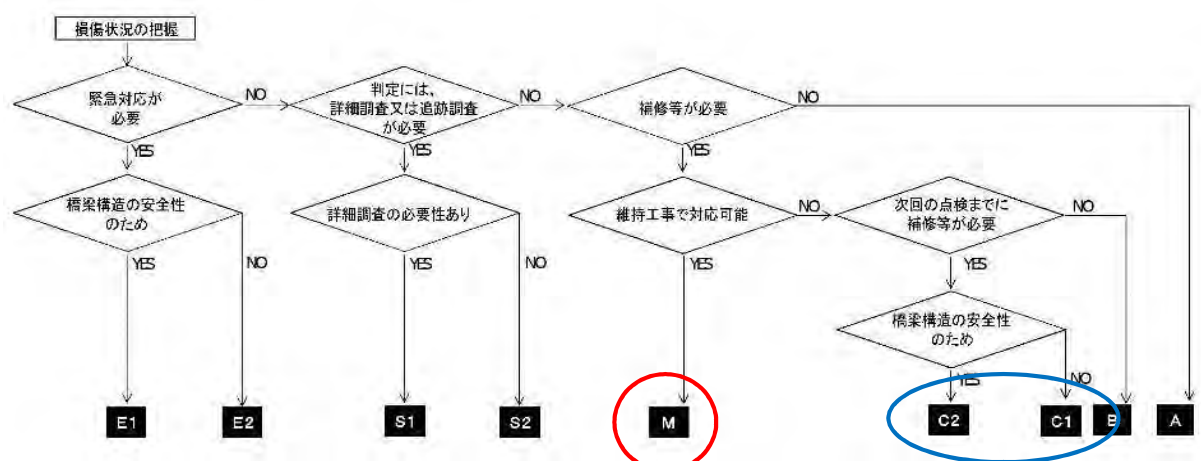 損傷状況の把握
緊急対応が
必要
NO
判定には、
詳細調査又は追跡調査
が必要
NO
補修等が必要
NO
YES
YES
YES
橋梁構造の安全性
のため
詳細調査の必要性あり
維持工事で対応可能
NO
次回の点検までに
補修等が必要
NO
YES
NO
YES
NO
YES
YES
橋梁構造の安全性
のため
YES
NO
E1
E2
S1
S2
M
C2
C1
B
A